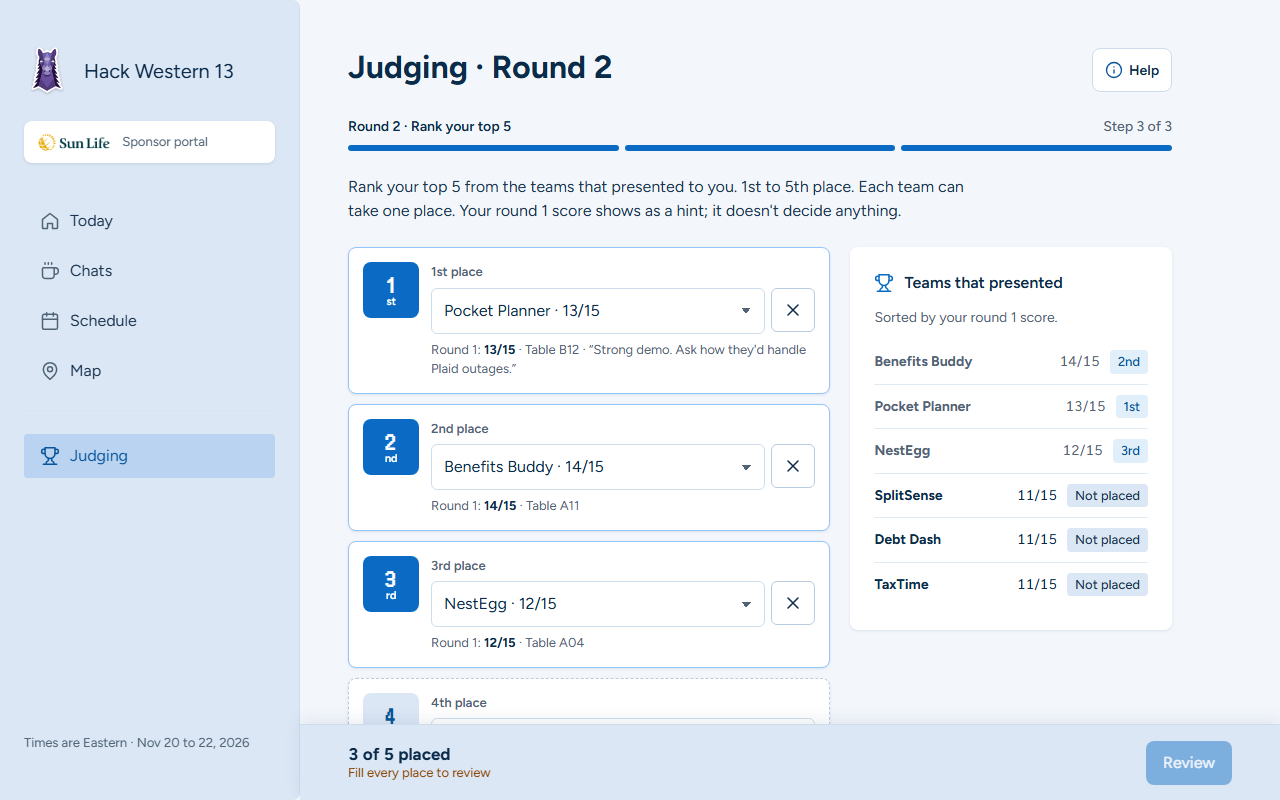 Hack Western 13
Sun Life Sponsor portal
Today
Chats
Schedule
Map
Judging
Times are Eastern · Nov 20 to 22, 2026
Judging · Round 2
Help
Round 2 · Rank your top 5
Step 3 of 3
Rank your top 5 from the teams that presented to you. 1st to 5th place. Each team can
take one place. Your round 1 score shows as a hint; it doesn't decide anything.
1st
1st place
Pocket Planner · 13/15
Round 1: 13/15 · Table B12 · “Strong demo. Ask how they'd handle
Plaid outages.”
2nd
2nd place
Benefits Buddy · 14/15
Round 1: 14/15 · Table A11
3rd
3rd place
NestEgg · 12/15
Round 1: 12/15 · Table A04
4
4th place
Teams that presented
Sorted by your round 1 score.
Benefits Buddy 14/15 2nd
Pocket Planner 13/15 1st
NestEgg 12/15 3rd
SplitSense 11/15 Not placed
Debt Dash 11/15 Not placed
TaxTime 11/15 Not placed
3 of 5 placed
Fill every place to review
Review